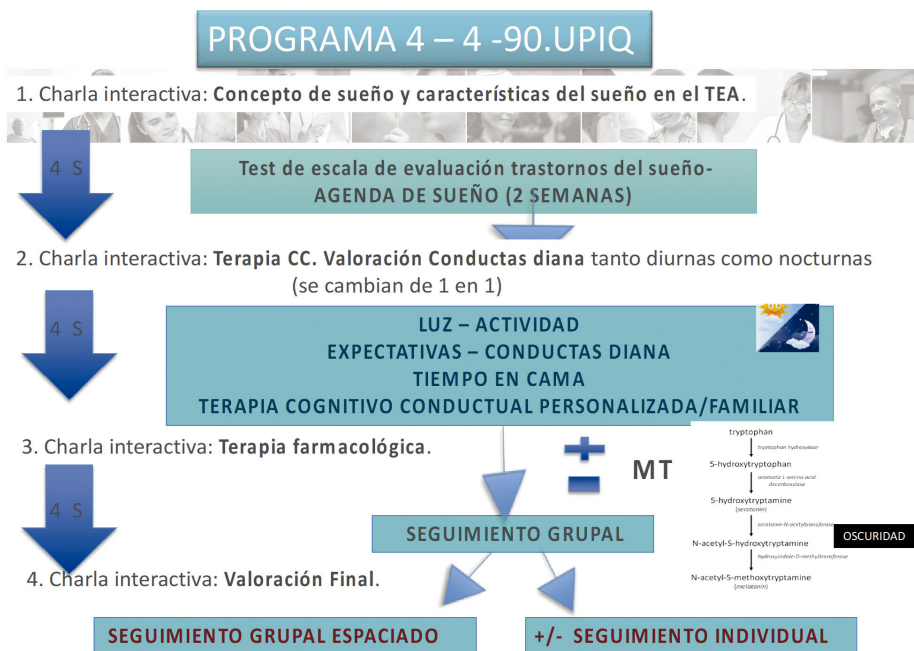 PROGRAMA 4 – 4 -90.UPIQ
1. Charla interactiva: Concepto de sueño y características del sueño en el TEA.
4 S
Test de escala de evaluación trastornos del sueño-
AGENDA DE SUEÑO (2 SEMANAS)
2. Charla interactiva: Terapia CC. Valoración Conductas diana tanto diurnas como nocturnas
(se cambian de 1 en 1)
4 S
LUZ – ACTIVIDAD
EXPECTATIVAS – CONDUCTAS DIANA
TIEMPO EN CAMA
TERAPIA COGNITIVO CONDUCTUAL PERSONALIZADA/FAMILIAR
3. Charla interactiva: Terapia farmacológica.
MT
tryptophan
tryptophan hydroxylase
5-hydroxytryptophan
aromatic L-amino acid
decarboxylase
5-hydroxytryptamine
(serotonin)
serotonin-N-acetyltransferase
N-acetyl-5-hydroxytryptamine
OSCURIDAD
hydroxyindole-O-methyltransferase
N-acetyl-5-methoxytryptamine
(melatonin)
4 S
SEGUIMIENTO GRUPAL
4. Charla interactiva: Valoración Final.
SEGUIMIENTO GRUPAL ESPACIADO
+/- SEGUIMIENTO INDIVIDUAL